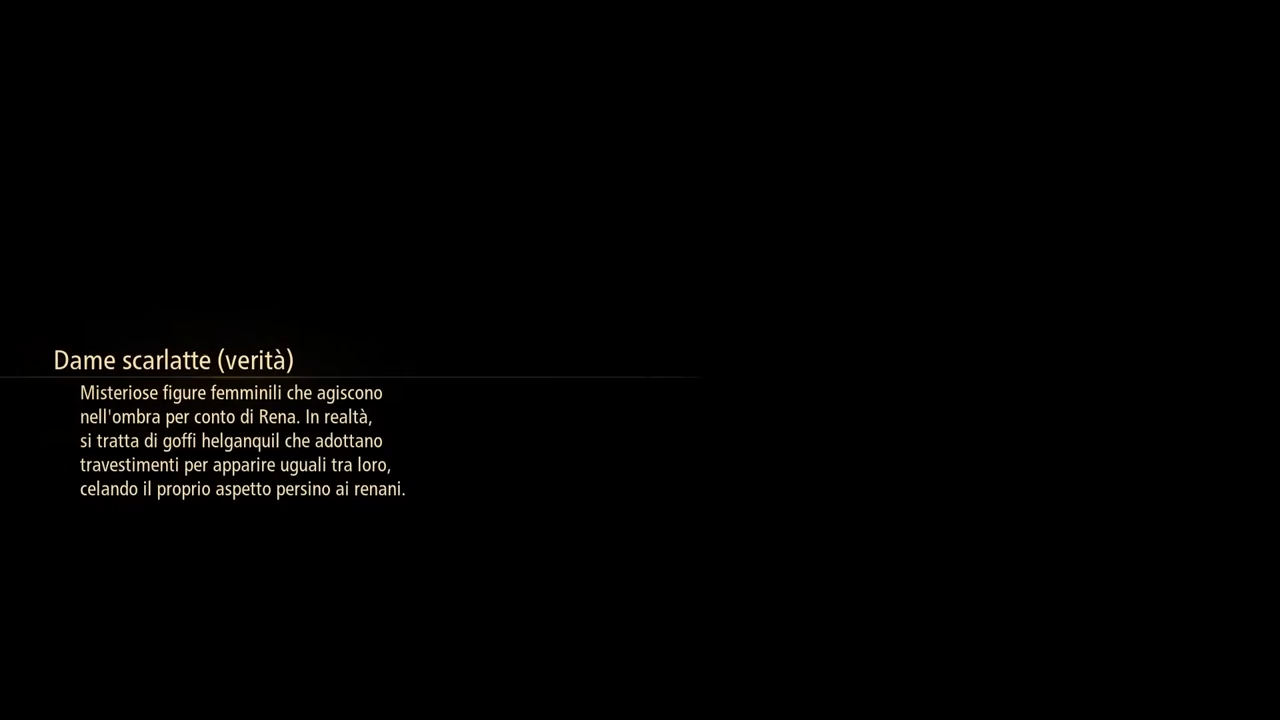 Dame scarlatte (verità)
Misteriose figure femminili che agiscono
nell'ombra per conto di Rena. In realtà,
si tratta di goffi helganquil che adottano
travestimenti per apparire uguali tra loro,
celando il proprio aspetto persino ai renani.